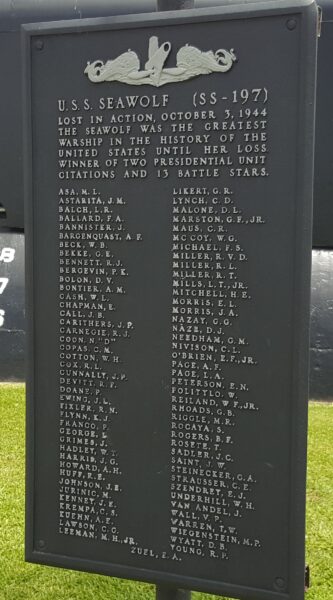 U.S.S. SEAWOLF (SS-197)
LOST IN ACTION, OCTOBER 3, 1944
THE SEAWOLF WAS THE GREATEST
WARSHIP IN THE HISTORY OF THE
UNITED STATES UNTIL HER LOSS.
WINNER OF TWO PRESIDENTIAL UNIT
CITATIONS AND 13 BATTLE STARS.
ASA, M. L.
ASTARITA, J. M.
BALCH, L. R.
BALLARD, F. A.
BANNISTER, J.
BARGENQUAST, A. F.
BECK, W. B.
BEKKE, G. E.
BENNETT, R. J.
BERGEVIN, P. K.
BOLON, D. V.
BONTIER, A. M.
CASH, W. L.
CHAPMAN, E.
CALL, J. B.
CARITHERS, J. P.
CARNEGIE, R. J.
COON, N. "D"
COPAS, C. M.
COTTON, W. H.
COX, R. L.
CUNNALLY, J. P.
DEVITT, R. F.
DOANE, P.
EWING, J. L.
FIXLER, R. N.
FLYNN, K. J.
FRANCO, P.
GEORGE, L.
GRIMES, J.
HADLEY, W. T.
HARRIS, J. G.
HOWARD, A. H.
HUFF, R. E.
JOHNSON, J. E.
JURINIC, M.
KENNEY, J. E.
KREMPA, C. S.
KUEHN, A. E.
LAWSON, C. G.
LEEMAN, M. H., JR.
LIKERT, G. R.
LYNCH, C. D.
MALONE, D. L.
MARSTON, G. E., JR.
MAUS, C. R.
MC COY, W. G.
MICHAEL, F. S.
MILLER, R. V. D.
MILLER, R. L.
MILLER, R. T.
MILLS, L. T., JR.
MITCHELL, H. E.
MORRIS, E. L.
MORRIS, J. A.
NAZAY, G. G.
NAZE, D. J.
NEEDHAM, G. M.
NIVISON, C. L.
O'BRIEN, E. F., JR.
PAGE, A. F.
PAGE, L. A.
PETERSON, E. N.
POLITYLO, W.
REILAND, W. F., JR.
RHOADS, G. B.
RIGGLE, M. R.
ROCAYA, S.
ROGERS, B. F.
ROSETE, T.
SADLER, J. C.
SAINT, J. W.
STEINECKER, G. A.
STRAUSSER, C. E.
SZENDREY, E. J.
UNDERHILL, W. H.
VAN ANDEL, J.
WALL, V. P.
WARREN, T. W.
WIEGENSTEIN, M. P.
WYATT, D. B.
YOUNG, R. F.
ZUEL, E. A.